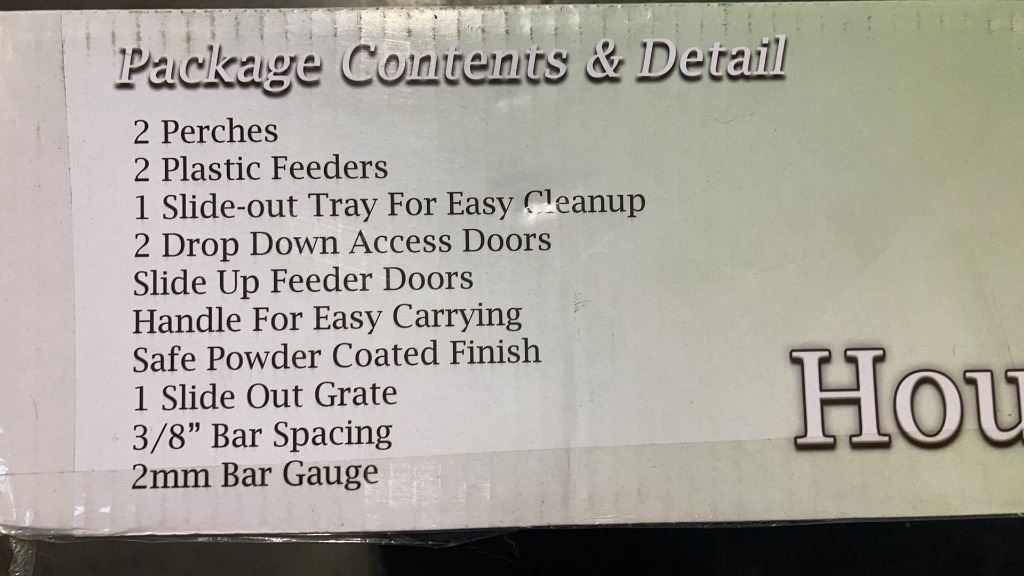 Package Contents & Detail
2 Perches
2 Plastic Feeders
1 Slide-out Tray For Easy Cleanup
2 Drop Down Access Doors
Slide Up Feeder Doors
Handle For Easy Carrying
Safe Powder Coated Finish
1 Slide Out Grate
3/8” Bar Spacing
2mm Bar Gauge
Hou